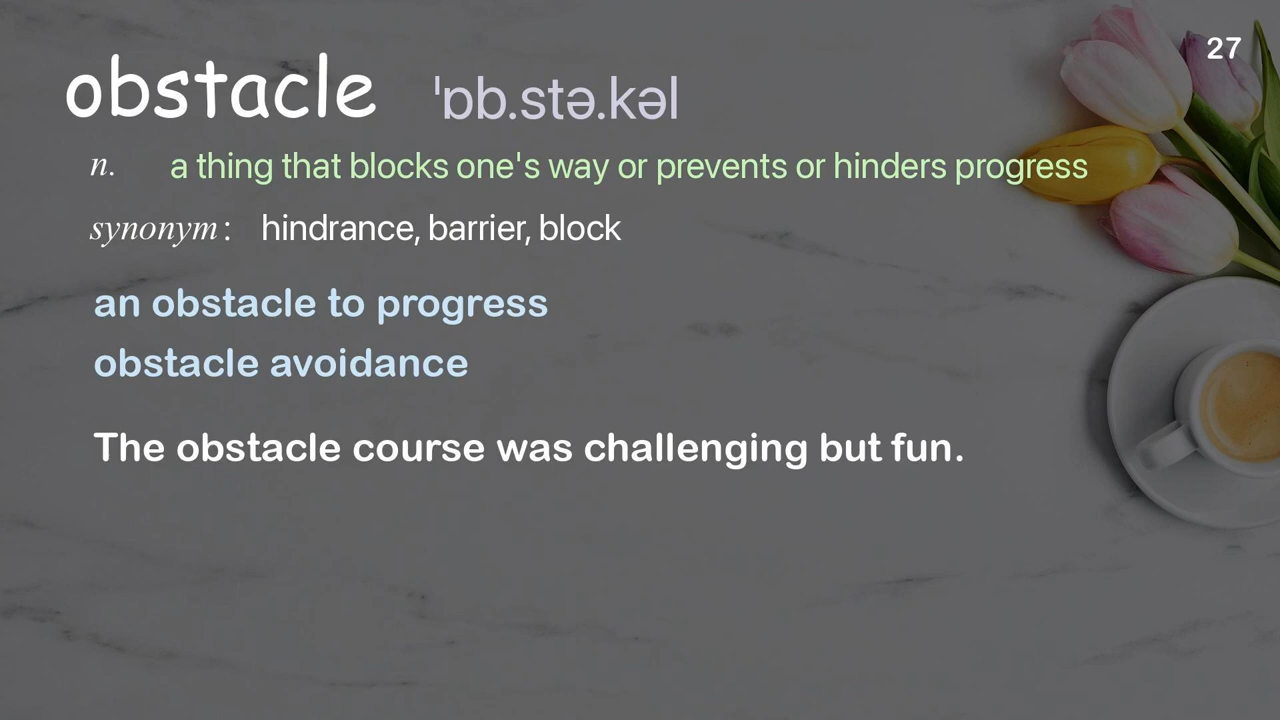 27
obstacle ˈɒb.stə.kəl
n. a thing that blocks one's way or prevents or hinders progress
synonym: hindrance, barrier, block
an obstacle to progress
obstacle avoidance
The obstacle course was challenging but fun.